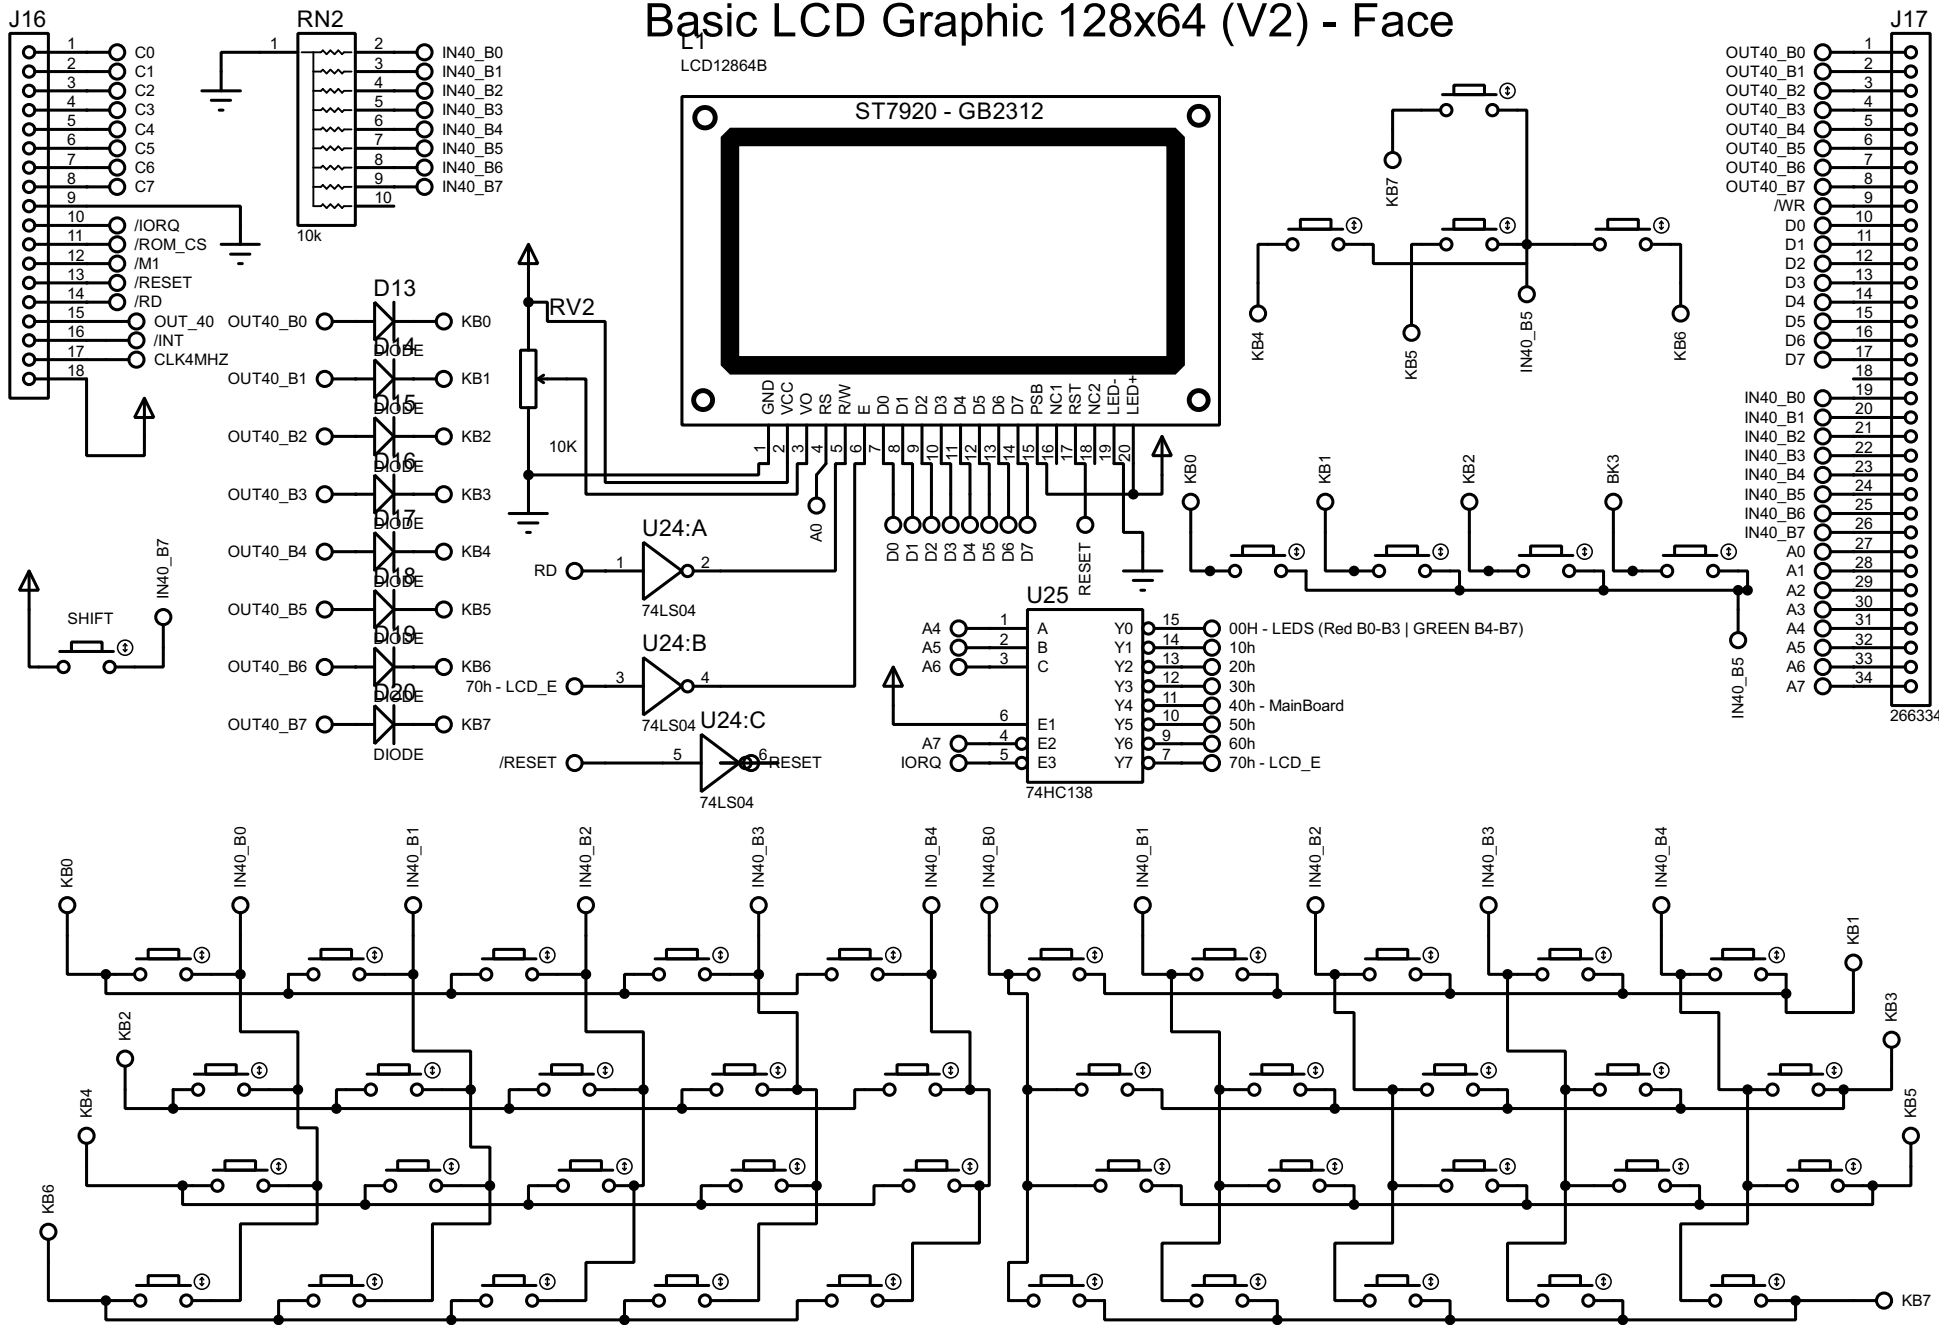 Basic LCD Graphic 128x64 (V2) - Face
J16
1 C0
2 C1
3 C2
4 C3
5 C4
6 C5
7 C6
8 C7
9
10 /IORQ
11 /ROM_CS
12 /M1
13 /RESET
14 /RD
15 OUT_40
16 /INT
17 CLK4MHZ
18
RN2
1
2 IN40_B0
3 IN40_B1
4 IN40_B2
5 IN40_B3
6 IN40_B4
7 IN40_B5
8 IN40_B6
9 IN40_B7
10
10k
L1
LCD12864B
ST7920 - GB2312
GND VCC VO RS R/W E D0 D1 D2 D3 D4 D5 D6 D7 PSB NC1 RST NC2 LED- LED+
1 2 3 4 5 6 7 8 9 10 11 12 13 14 15 16 17 18 19 20
A0
D0 D1 D2 D3 D4 D5 D6 D7
RESET
RV2
10K
D13
OUT40_B0 KB0
DIODE
D14
OUT40_B1 KB1
DIODE
D15
OUT40_B2 KB2
DIODE
D16
OUT40_B3 KB3
DIODE
D17
OUT40_B4 KB4
DIODE
D18
OUT40_B5 KB5
DIODE
D19
OUT40_B6 KB6
DIODE
D20
OUT40_B7 KB7
DIODE
SHIFT
IN40_B7
U24:A
RD 1 2
74LS04
U24:B
70h - LCD_E 3 4
74LS04
U24:C
/RESET 5 6 RESET
74LS04
U25
A4 1 A Y0 15 00H - LEDS (Red B0-B3 | GREEN B4-B7)
A5 2 B Y1 14 10h
A6 3 C Y2 13 20h
Y3 12 30h
Y4 11 40h - MainBoard
6 E1 Y5 10 50h
A7 4 E2 Y6 9 60h
IORQ 5 E3 Y7 7 70h - LCD_E
74HC138
KB7
KB4
KB5
IN40_B5
KB6
KB0
KB1
KB2
BK3
IN40_B5
J17
OUT40_B0 1
OUT40_B1 2
OUT40_B2 3
OUT40_B3 4
OUT40_B4 5
OUT40_B5 6
OUT40_B6 7
OUT40_B7 8
/WR 9
D0 10
D1 11
D2 12
D3 13
D4 14
D5 15
D6 16
D7 17
18
IN40_B0 19
IN40_B1 20
IN40_B2 21
IN40_B3 22
IN40_B4 23
IN40_B5 24
IN40_B6 25
IN40_B7 26
A0 27
A1 28
A2 29
A3 30
A4 31
A5 32
A6 33
A7 34
266334
KB0
IN40_B0
IN40_B1
IN40_B2
IN40_B3
IN40_B4
IN40_B0
IN40_B1
IN40_B2
IN40_B3
IN40_B4
KB1
KB2
KB3
KB4
KB5
KB6
KB7